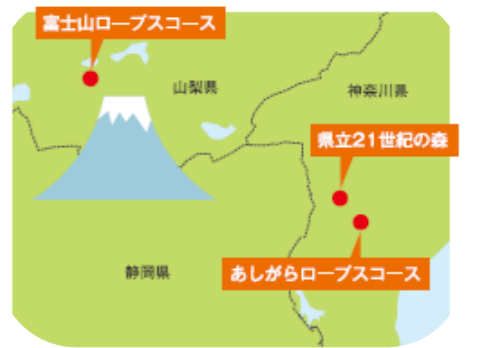 富士山ロープスコース
山梨県
神奈川県
県立21世紀の森
静岡県
あしがらロープスコース